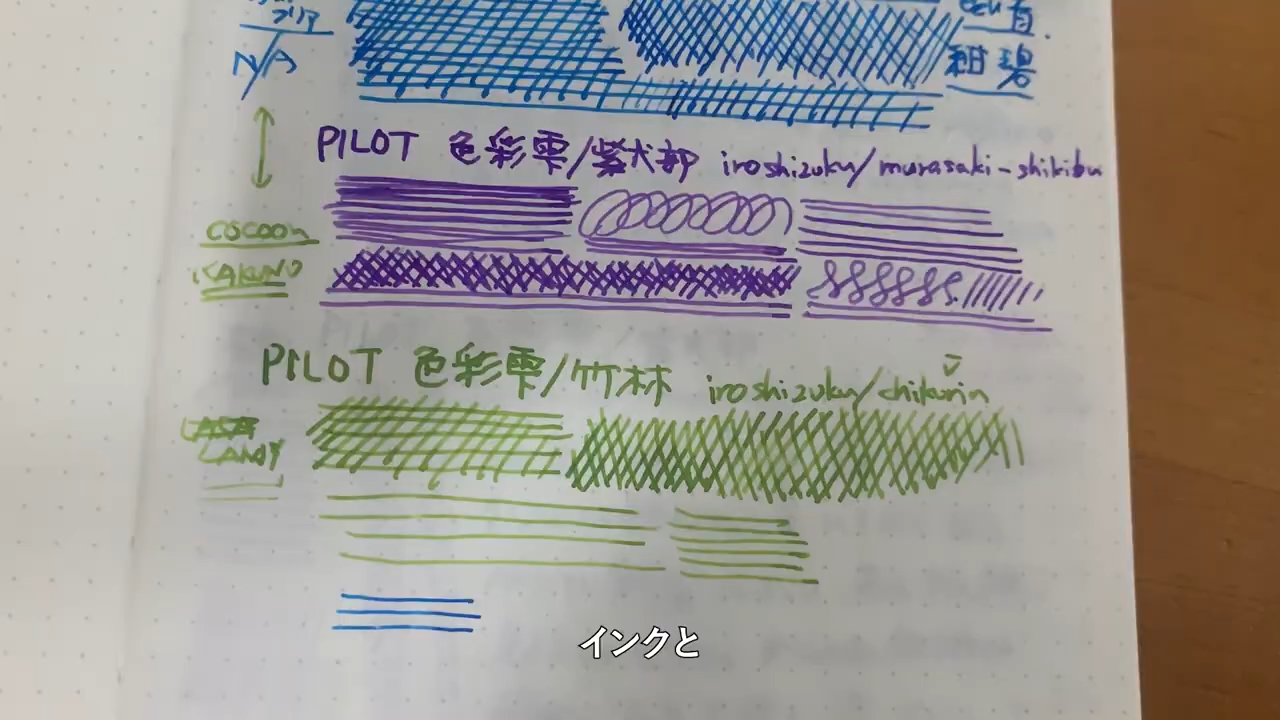 N/A
紺碧
PILOT 色彩雫/紫式部 iroshizuku/murasaki-shikibu
cocoon
KAKUNO
PILOT 色彩雫/竹林 iroshizuku/chikurin
LAMY
インクと